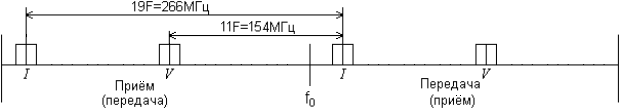 19F=266МГц
11F=154МГц
I V I V
Приём
(передача)
f0
Передача
(приём)